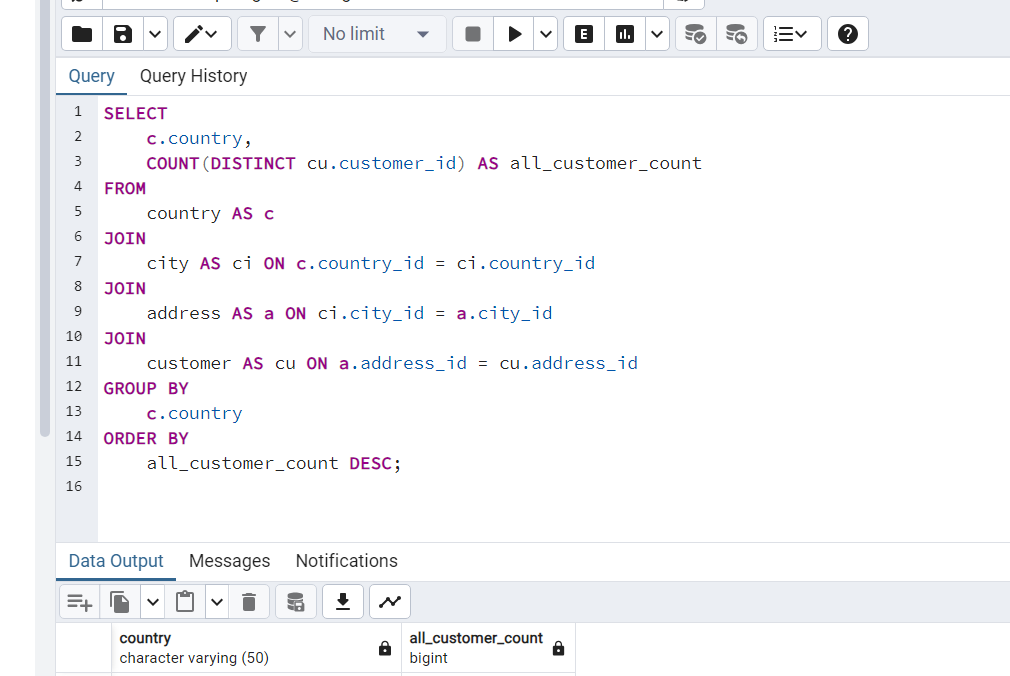 No limit
E
Query Query History
1 SELECT
2 c.country,
3 COUNT(DISTINCT cu.customer_id) AS all_customer_count
4 FROM
5 country AS c
6 JOIN
7 city AS ci ON c.country_id = ci.country_id
8 JOIN
9 address AS a ON ci.city_id = a.city_id
10 JOIN
11 customer AS cu ON a.address_id = cu.address_id
12 GROUP BY
13 c.country
14 ORDER BY
15 all_customer_count DESC;
16
Data Output Messages Notifications
country all_customer_count
character varying (50) bigint